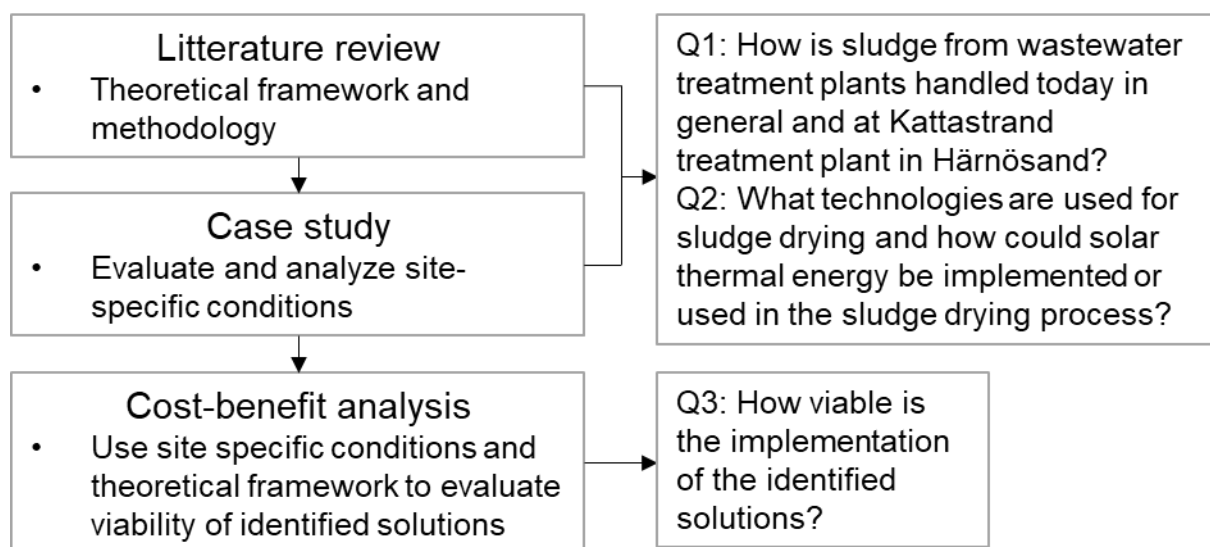 Litterature review
• Theoretical framework and
methodology
Case study
• Evaluate and analyze site-
specific conditions
Cost-benefit analysis
• Use site specific conditions and
theoretical framework to evaluate
viability of identified solutions
Q1: How is sludge from wastewater
treatment plants handled today in
general and at Kattastrand
treatment plant in Härnösand?
Q2: What technologies are used for
sludge drying and how could solar
thermal energy be implemented or
used in the sludge drying process?
Q3: How viable is
the implementation
of the identified
solutions?